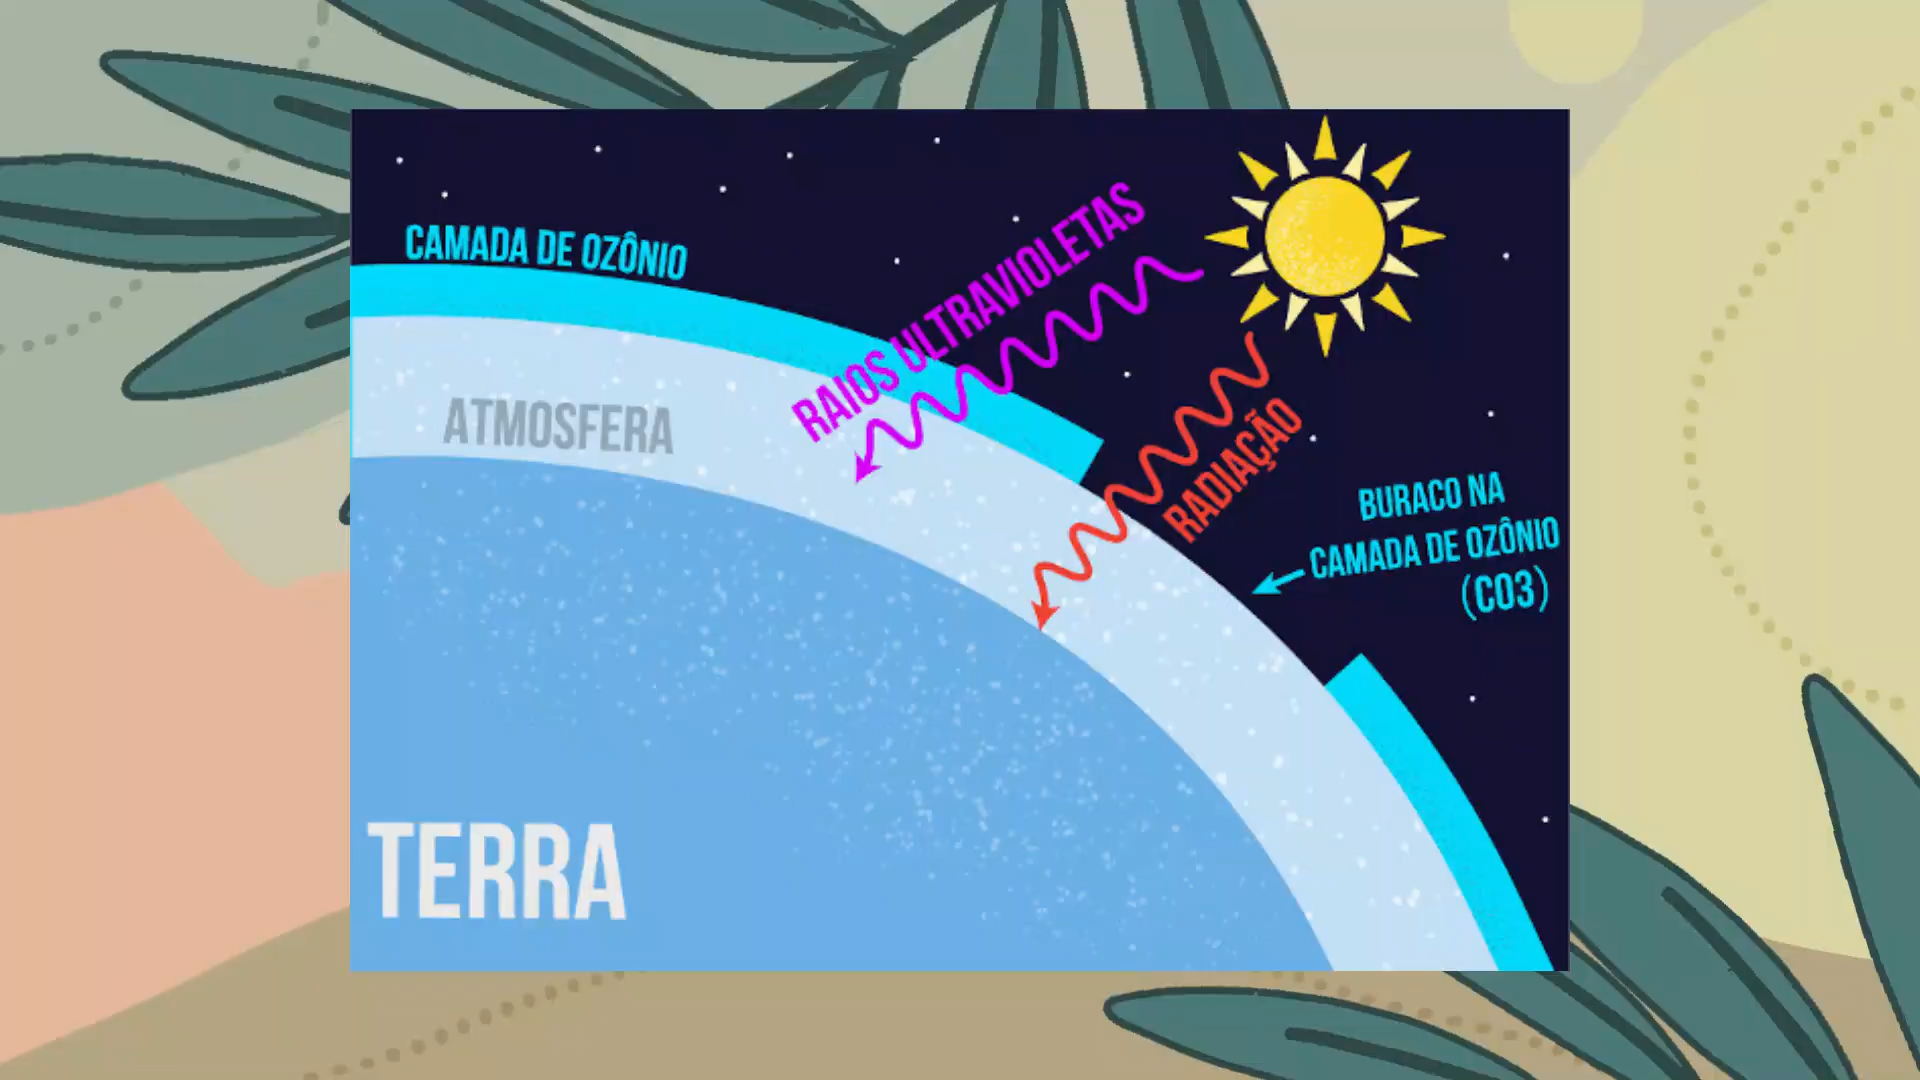 CAMADA DE OZÔNIO
RAIOS ULTRAVIOLETAS
ATMOSFERA
RADIAÇÃO
BURACO NA
CAMADA DE OZÔNIO
(CO3)
TERRA